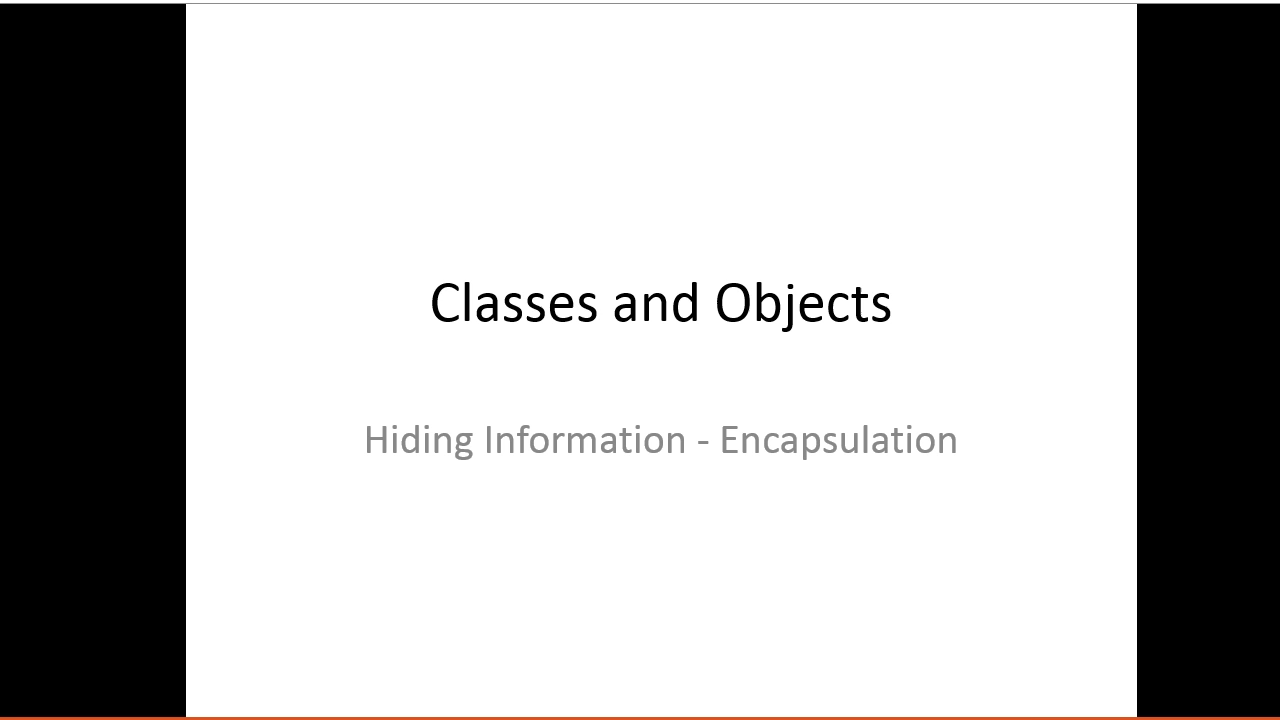 Classes and Objects
Hiding Information - Encapsulation